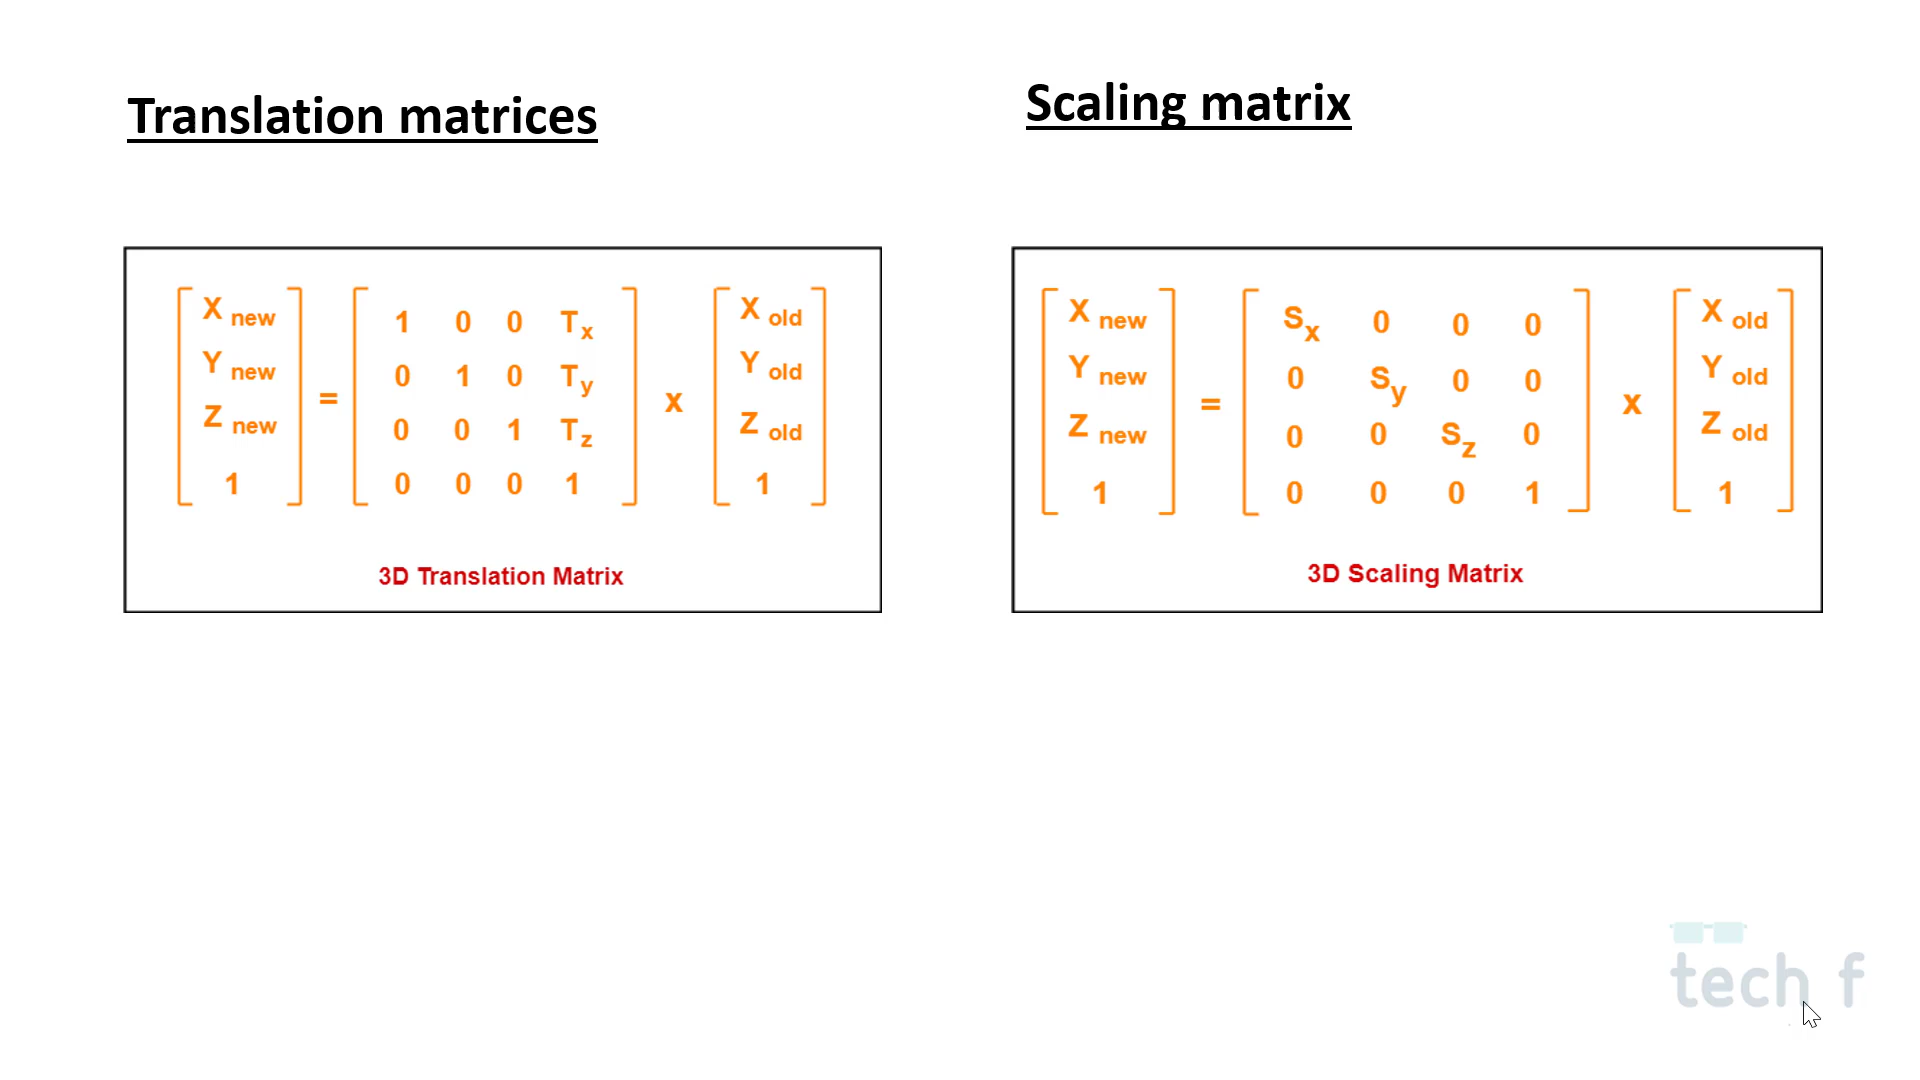 Translation matrices
X new
Y new
Z new
1
=
1 0 0 Tx
0 1 0 Ty
0 0 1 Tz
0 0 0 1
x
X old
Y old
Z old
1
3D Translation Matrix
Scaling matrix
X new
Y new
Z new
1
=
Sx 0 0 0
0 Sy 0 0
0 0 Sz 0
0 0 0 1
x
X old
Y old
Z old
1
3D Scaling Matrix
tech f